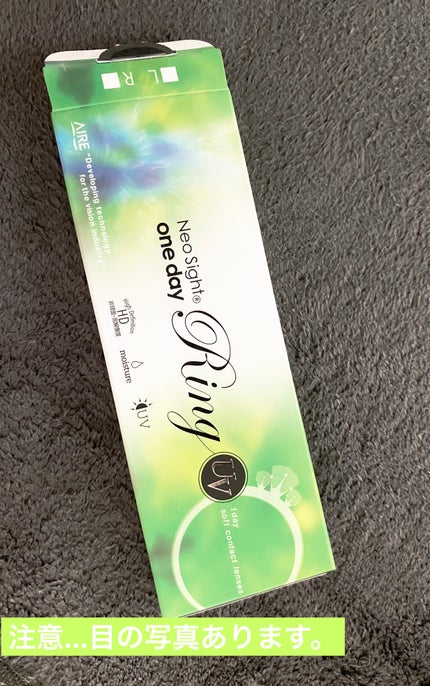 L R
AIRE
"Developing technology
for the vision industry"
Neo Sight®
one day
Ring
UV
High Definition
HD
moisture
UV
1day
soft contact lenses
注意…目の写真あります。